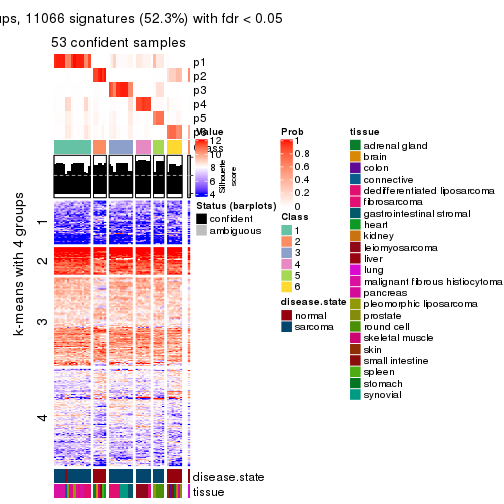 ups, 11066 signatures (52.3%) with fdr < 0.05
53 confident samples
p1
p2
p3
p4
p5
Silhouette
score
k-means with 4 groups
1
2
3
4
disease.state
tissue
Value
12
10
8
6
4
Status (barplots)
confident
ambiguous
Prob
1
0.8
0.6
0.4
0.2
0
Class
1
2
3
4
5
6
disease.state
normal
sarcoma
tissue
adrenal gland
brain
colon
connective
dedifferentiated liposarcoma
fibrosarcoma
gastrointestinal stromal
heart
kidney
leiomyosarcoma
liver
lung
malignant fibrous histiocytoma
pancreas
pleomorphic liposarcoma
prostate
round cell
skeletal muscle
skin
small intestine
spleen
stomach
synovial